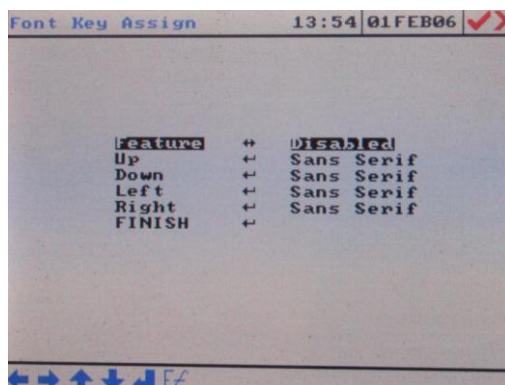 Font Key Assign 13:54 01FEB06
Feature ↔ Disabled
Up ↵ Sans Serif
Down ↵ Sans Serif
Left ↵ Sans Serif
Right ↵ Sans Serif
FINISH ↵